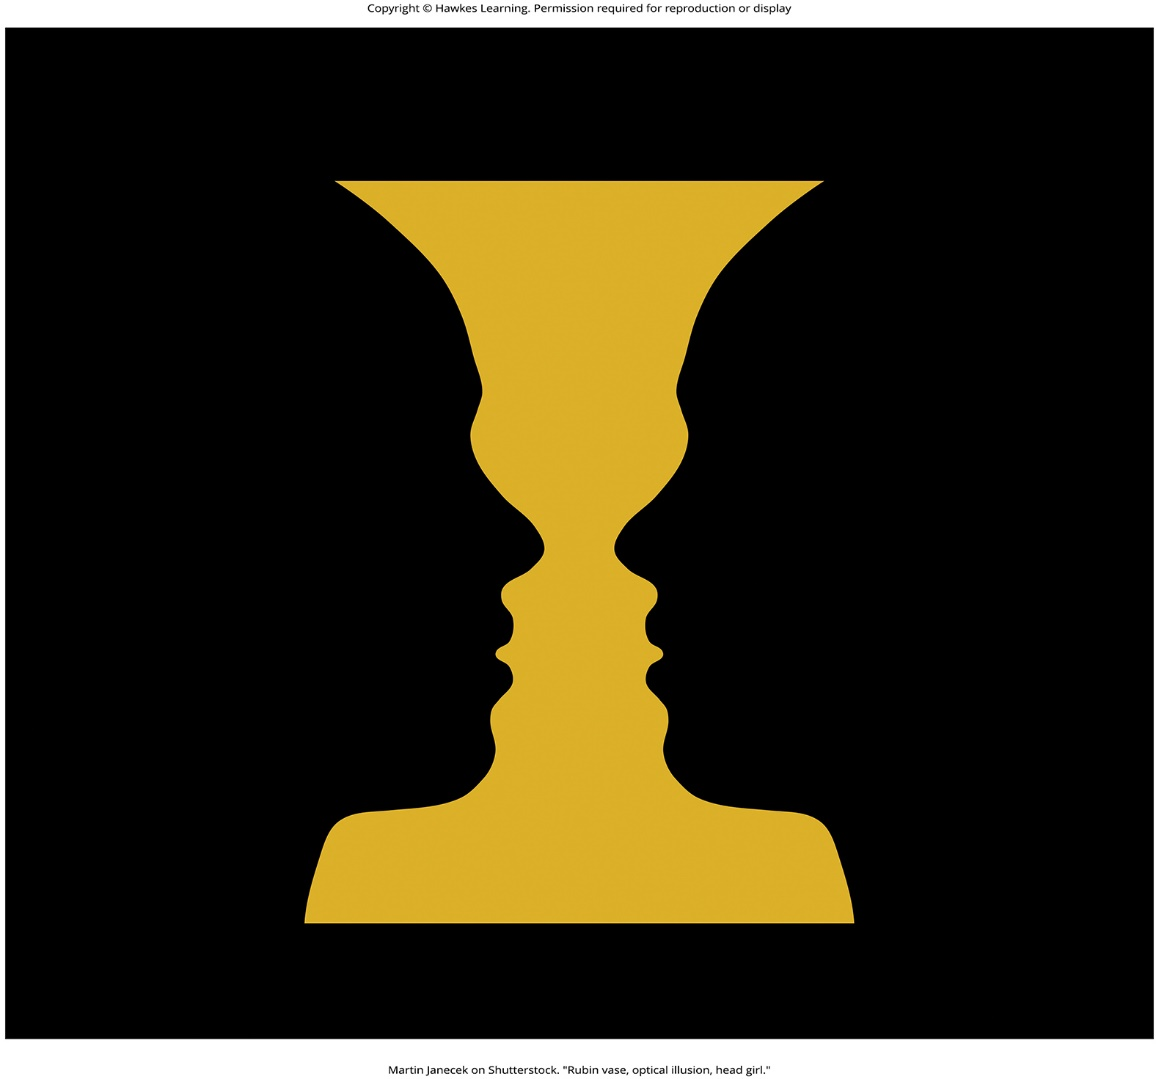 Copyright © Hawkes Learning. Permission required for reproduction or display
Martin Janecek on Shutterstock. "Rubin vase, optical illusion, head girl."